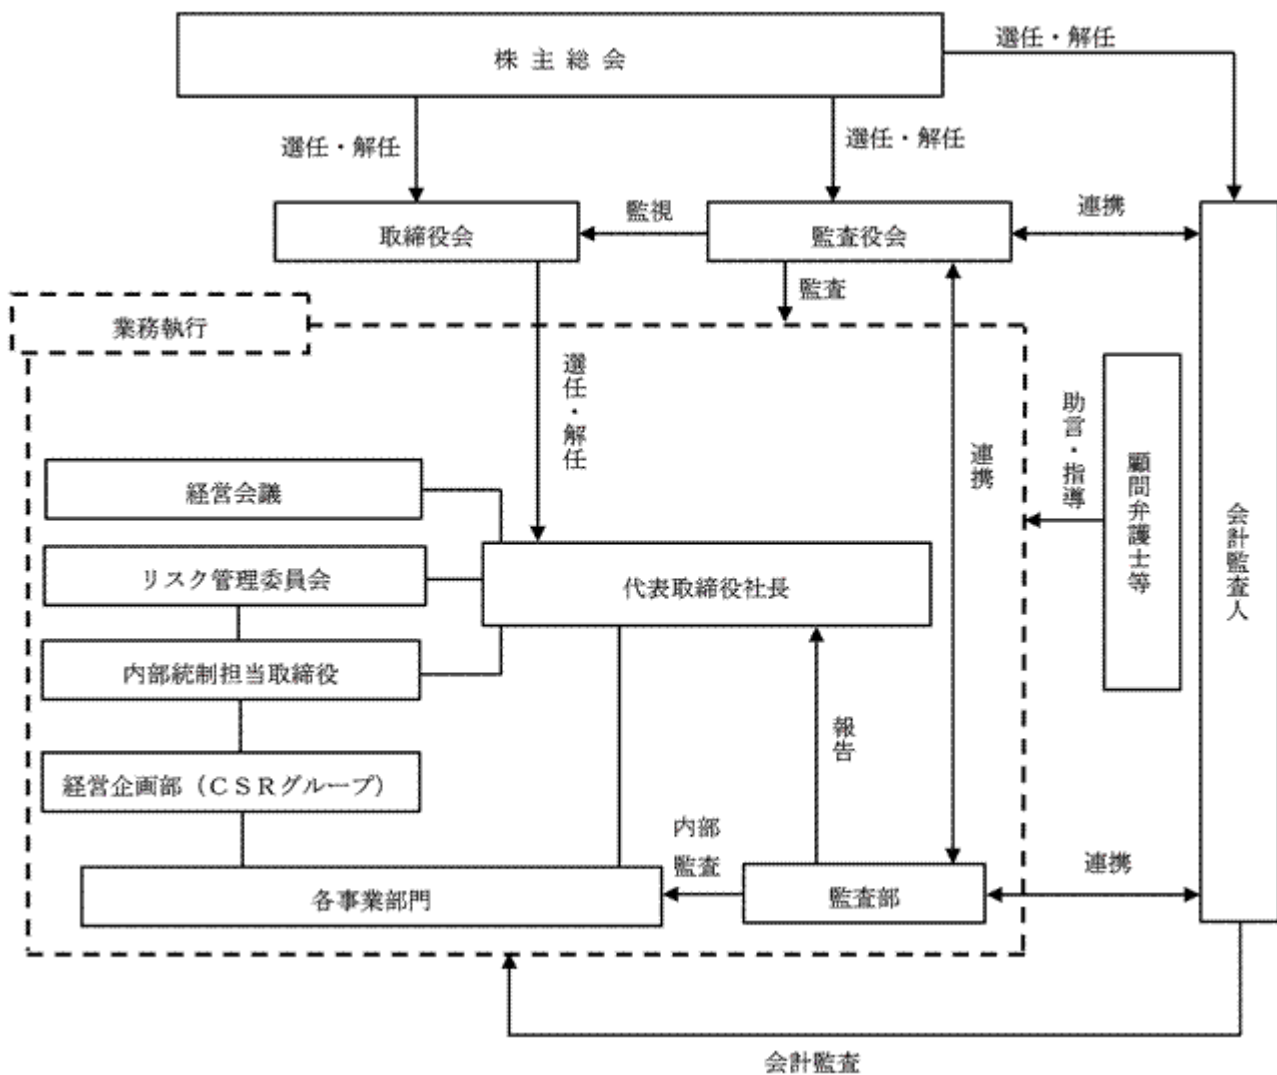 株主総会
選任・解任
選任・解任
選任・解任
取締役会
監視
監査役会
連携
監査
業務執行
選任・解任
連携
助言・指導
顧問弁護士等
会計監査人
経営会議
リスク管理委員会
代表取締役社長
内部統制担当取締役
報告
経営企画部（CSRグループ）
内部
監査
各事業部門
監査部
連携
会計監査